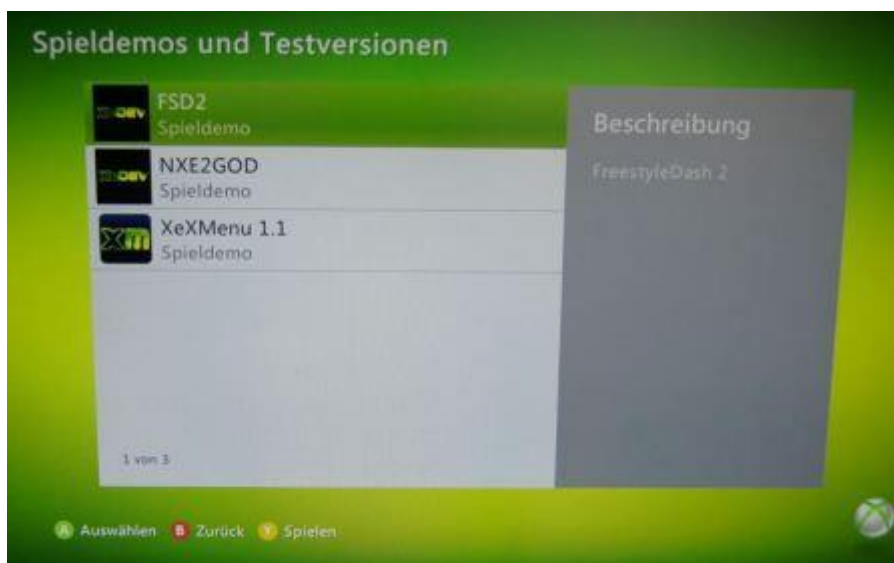 Spieldemos und Testversionen
FSD2
Spieldemo
NXE2GOD
Spieldemo
XeXMenu 1.1
Spieldemo
1 von 3
Beschreibung
FreestyleDash 2
A Auswählen B Zurück Y Spielen